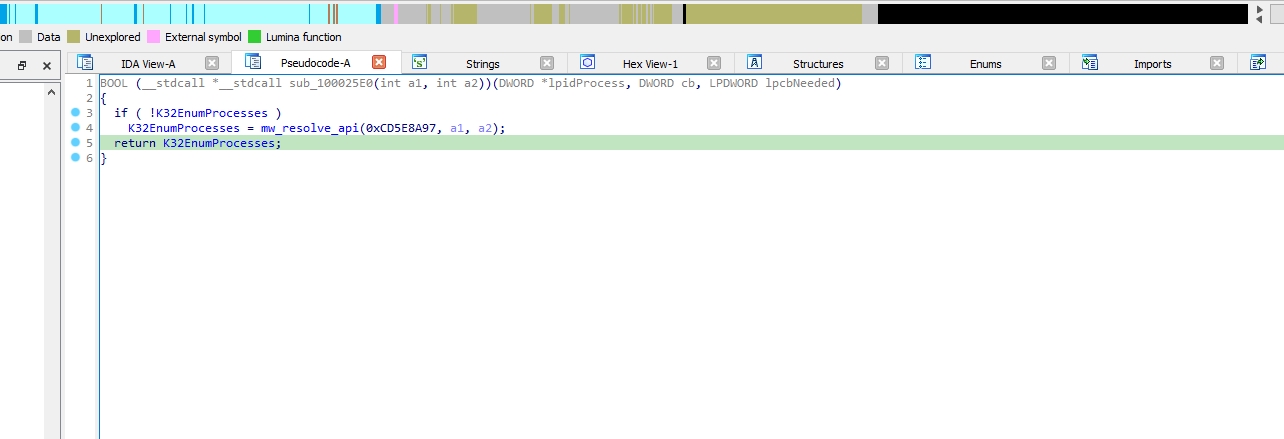 on Data Unexplored External symbol Lumina function
IDA View-A Pseudocode-A Strings Hex View-1 Structures Enums Imports
1 BOOL (__stdcall *__stdcall sub_100025E0(int a1, int a2))(DWORD *lpidProcess, DWORD cb, LPDWORD lpcbNeeded)
2 {
3 if ( !K32EnumProcesses )
4 K32EnumProcesses = mw_resolve_api(0xCD5E8A97, a1, a2);
5 return K32EnumProcesses;
6 }